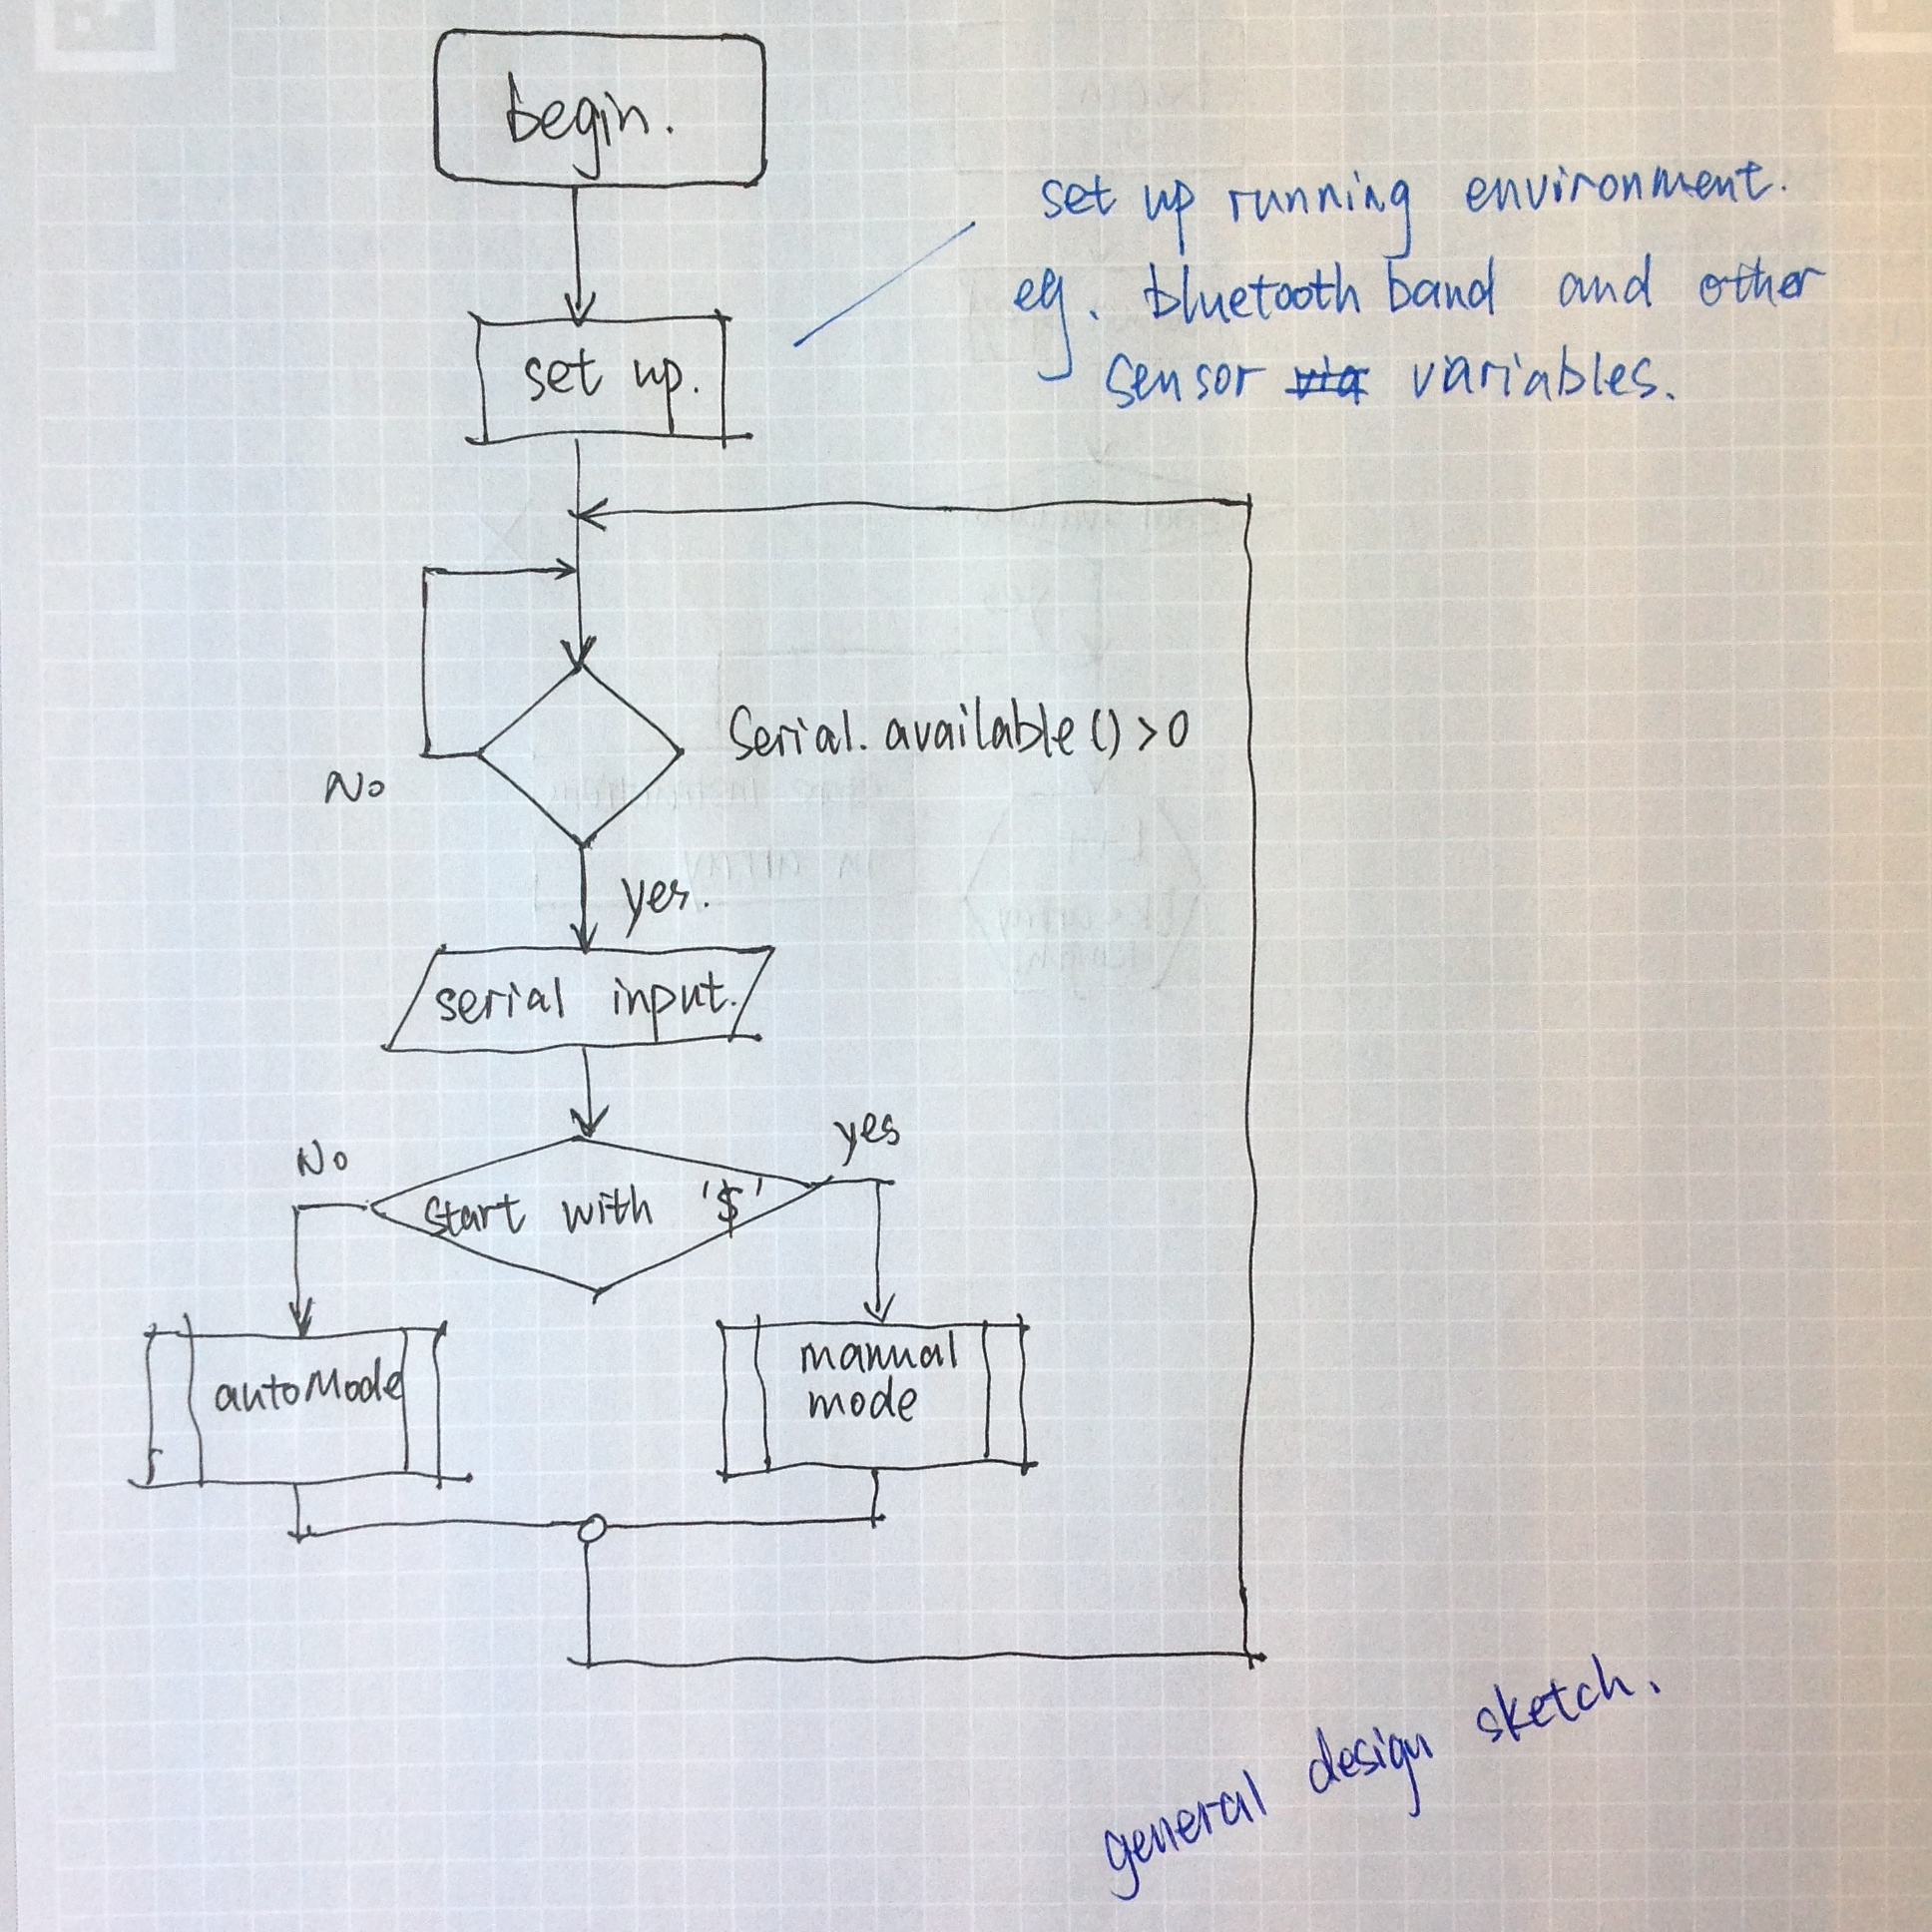 begin.
set up running environment.
eg. bluetooth band and other
sensor variables.
set up.
Serial.available()>0
No
yes.
serial input.
No
yes
Start with '$'
autoMode
manual
mode
general design sketch.